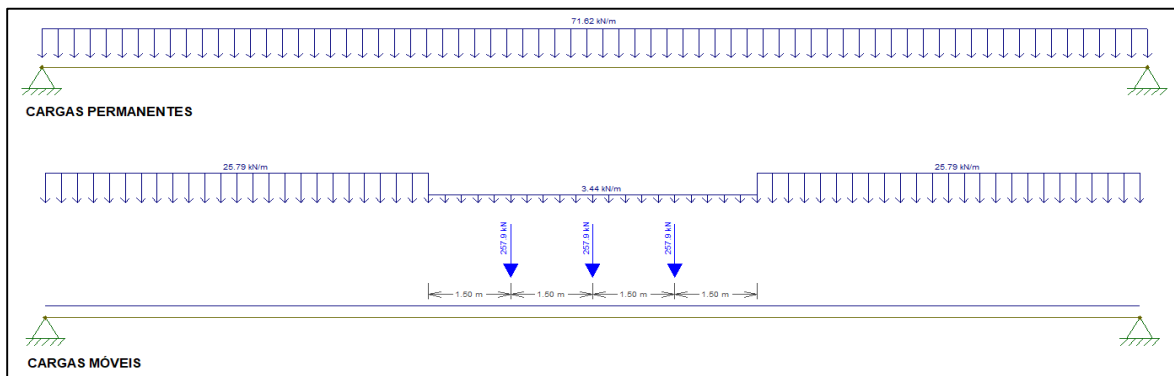 71.62 kN/m
CARGAS PERMANENTES
25.79 kN/m
3.44 kN/m
25.79 kN/m
257.9 kN
257.9 kN
257.9 kN
1.50 m
1.50 m
1.50 m
1.50 m
CARGAS MÓVEIS